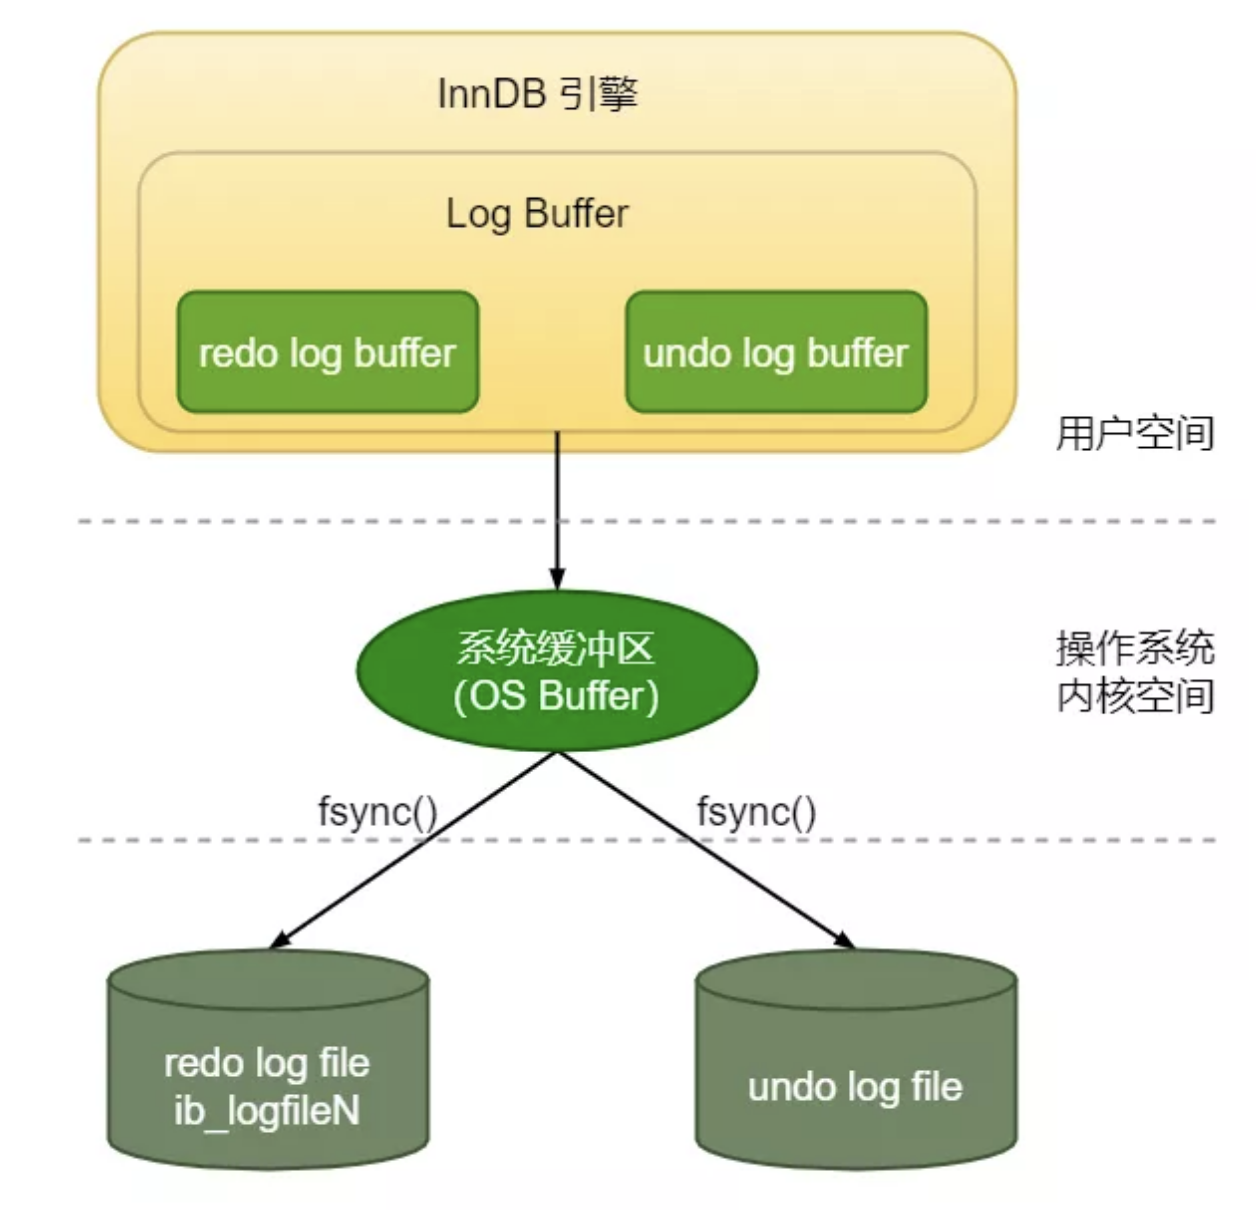 InnDB 引擎
Log Buffer
redo log buffer
undo log buffer
用户空间
系统缓冲区
(OS Buffer)
操作系统
内核空间
fsync()
fsync()
redo log file
ib_logfileN
undo log file